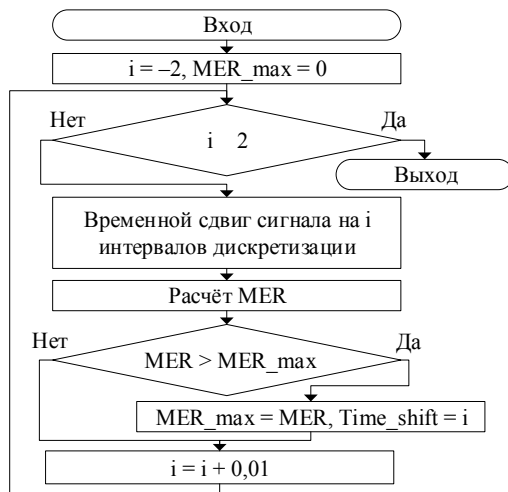 Вход
i = –2, MER_max = 0
Нет
Да
i 2
Выход
Временной сдвиг сигнала на i
интервалов дискретизации
Расчёт MER
Нет
Да
MER > MER_max
MER_max = MER, Time_shift = i
i = i + 0,01